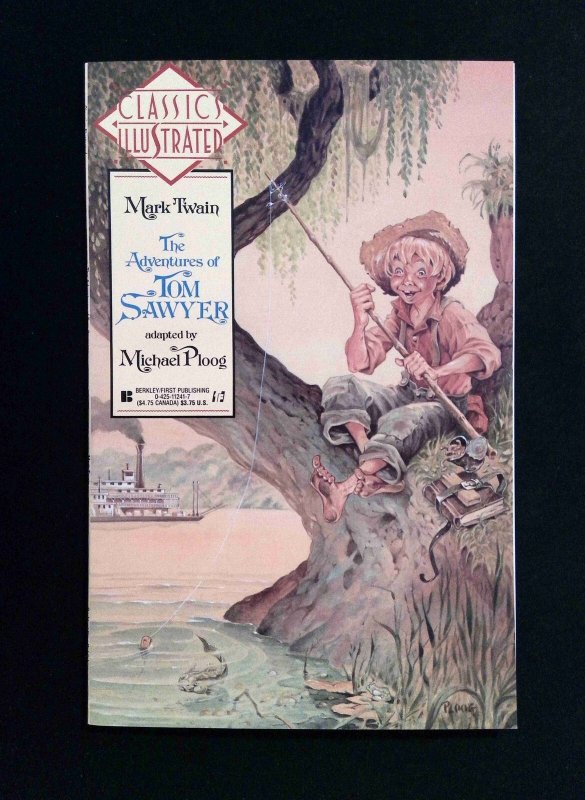 CLASSICS
ILLUSTRATED
Mark Twain
The
Adventures of
TOM
SAWYER
adapted by
Michael Ploog
B
BERKLEY/FIRST PUBLISHING
0-425-11241-7
($4.75 CANADA) $3.75 U.S.
PLOOG